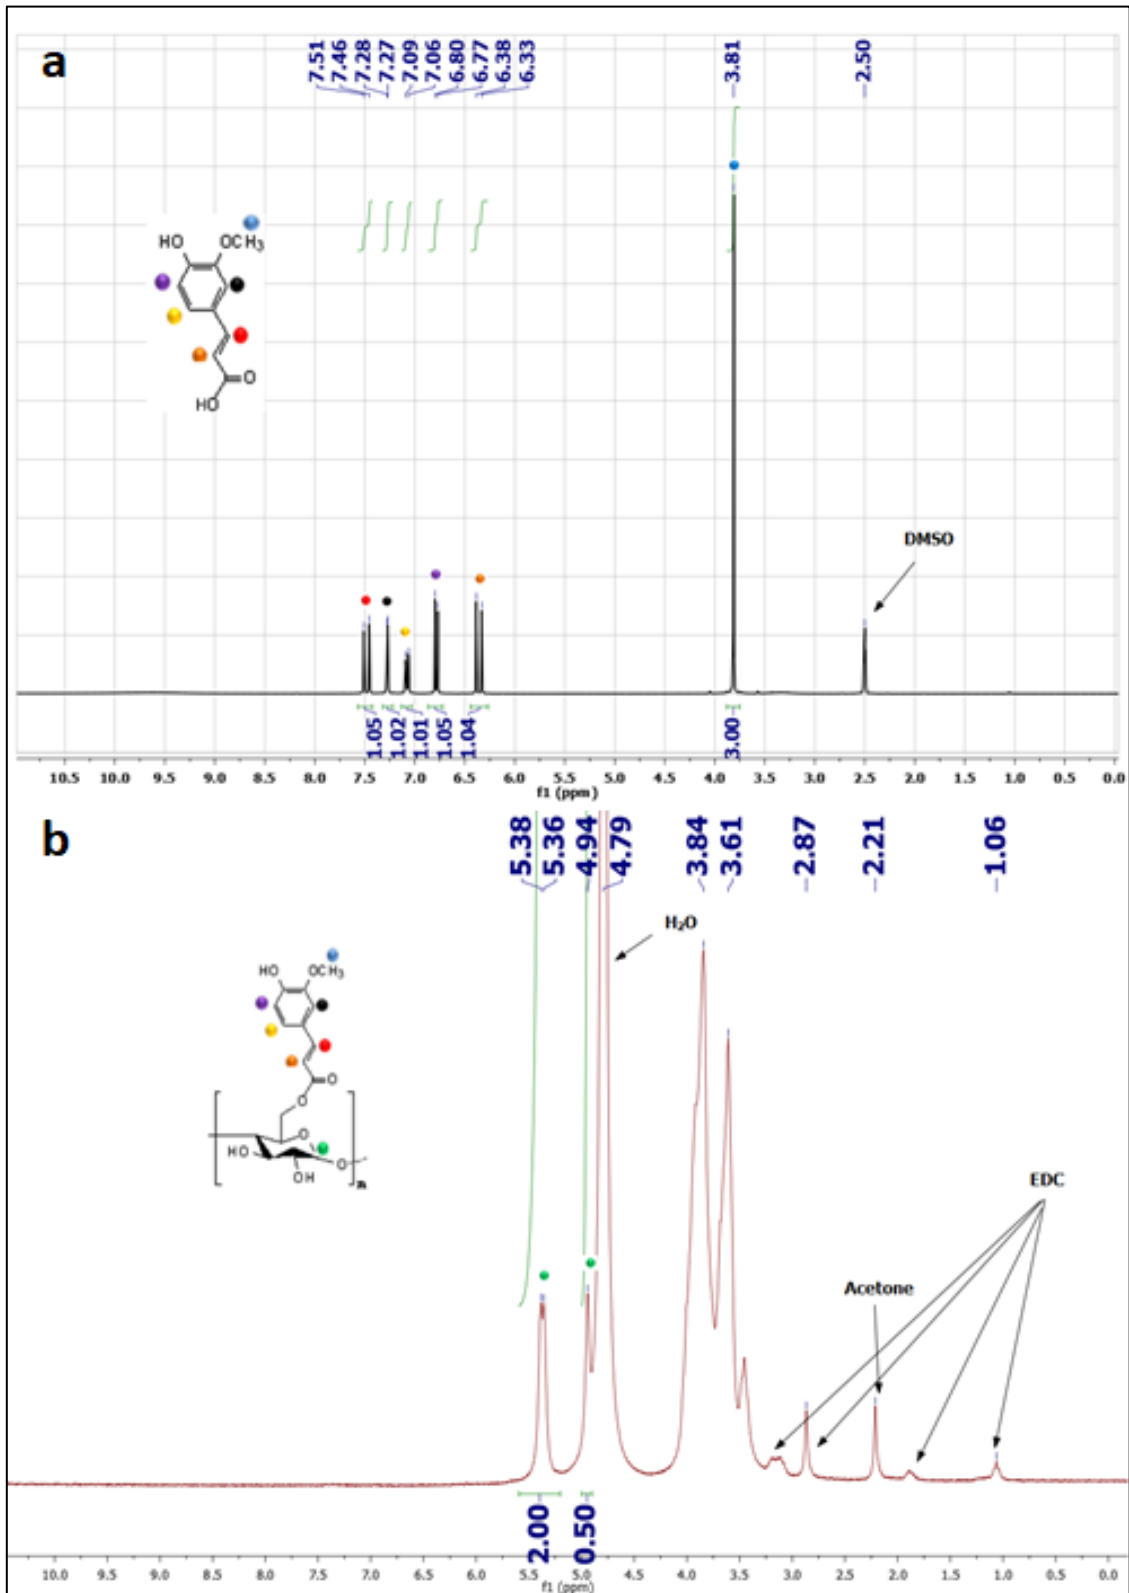 a
7.51
7.46
7.28
7.27
7.09
7.06
6.80
6.77
6.38
6.33
3.81
2.50
HO
OCH3
O
HO
DMSO
1.05
1.02
1.01
1.05
1.04
3.00
10.5 10.0 9.5 9.0 8.5 8.0 7.5 7.0 6.5 6.0 5.5 5.0 4.5 4.0 3.5 3.0 2.5 2.0 1.5 1.0 0.5 0.0
f1 (ppm)
b
5.38
5.36
4.94
4.79
3.84
3.61
2.87
2.21
1.06
H2O
HO
OCH3
O
O
O
HO
HO
OH
O
n
EDC
Acetone
2.00
0.50
10.0 9.5 9.0 8.5 8.0 7.5 7.0 6.5 6.0 5.5 5.0 4.5 4.0 3.5 3.0 2.5 2.0 1.5 1.0 0.5 0.0
f1 (ppm)